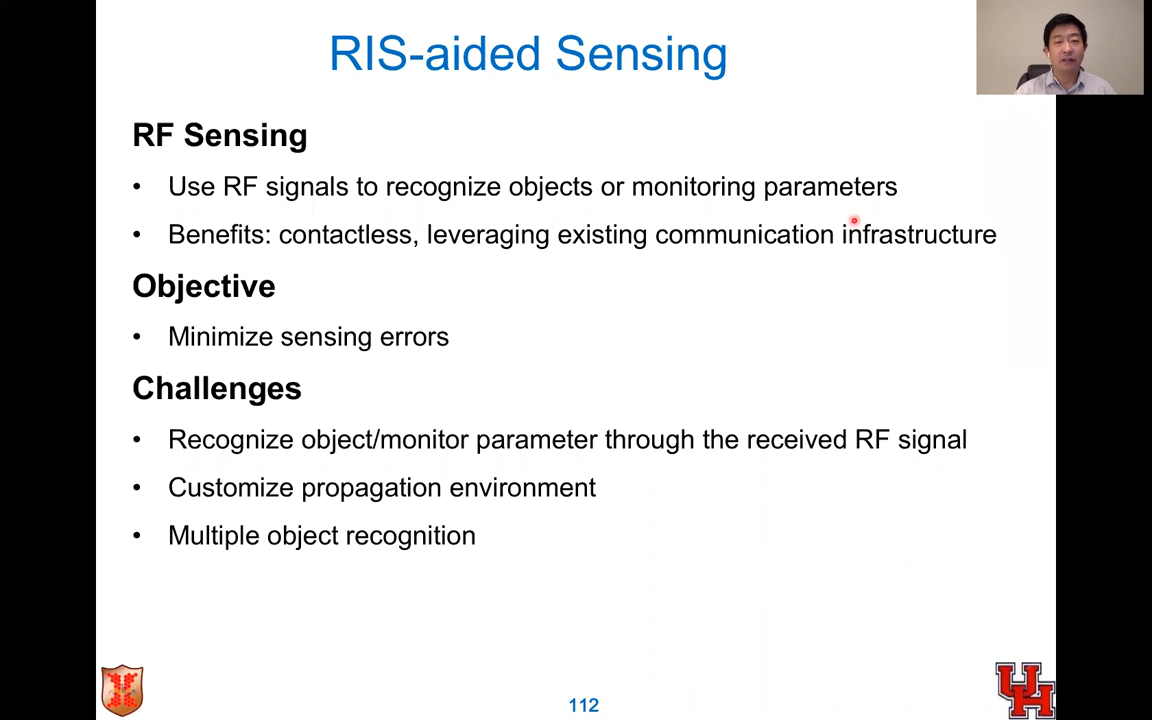 RIS-aided Sensing
RF Sensing
• Use RF signals to recognize objects or monitoring parameters
• Benefits: contactless, leveraging existing communication infrastructure
Objective
• Minimize sensing errors
Challenges
• Recognize object/monitor parameter through the received RF signal
• Customize propagation environment
• Multiple object recognition
112
UH